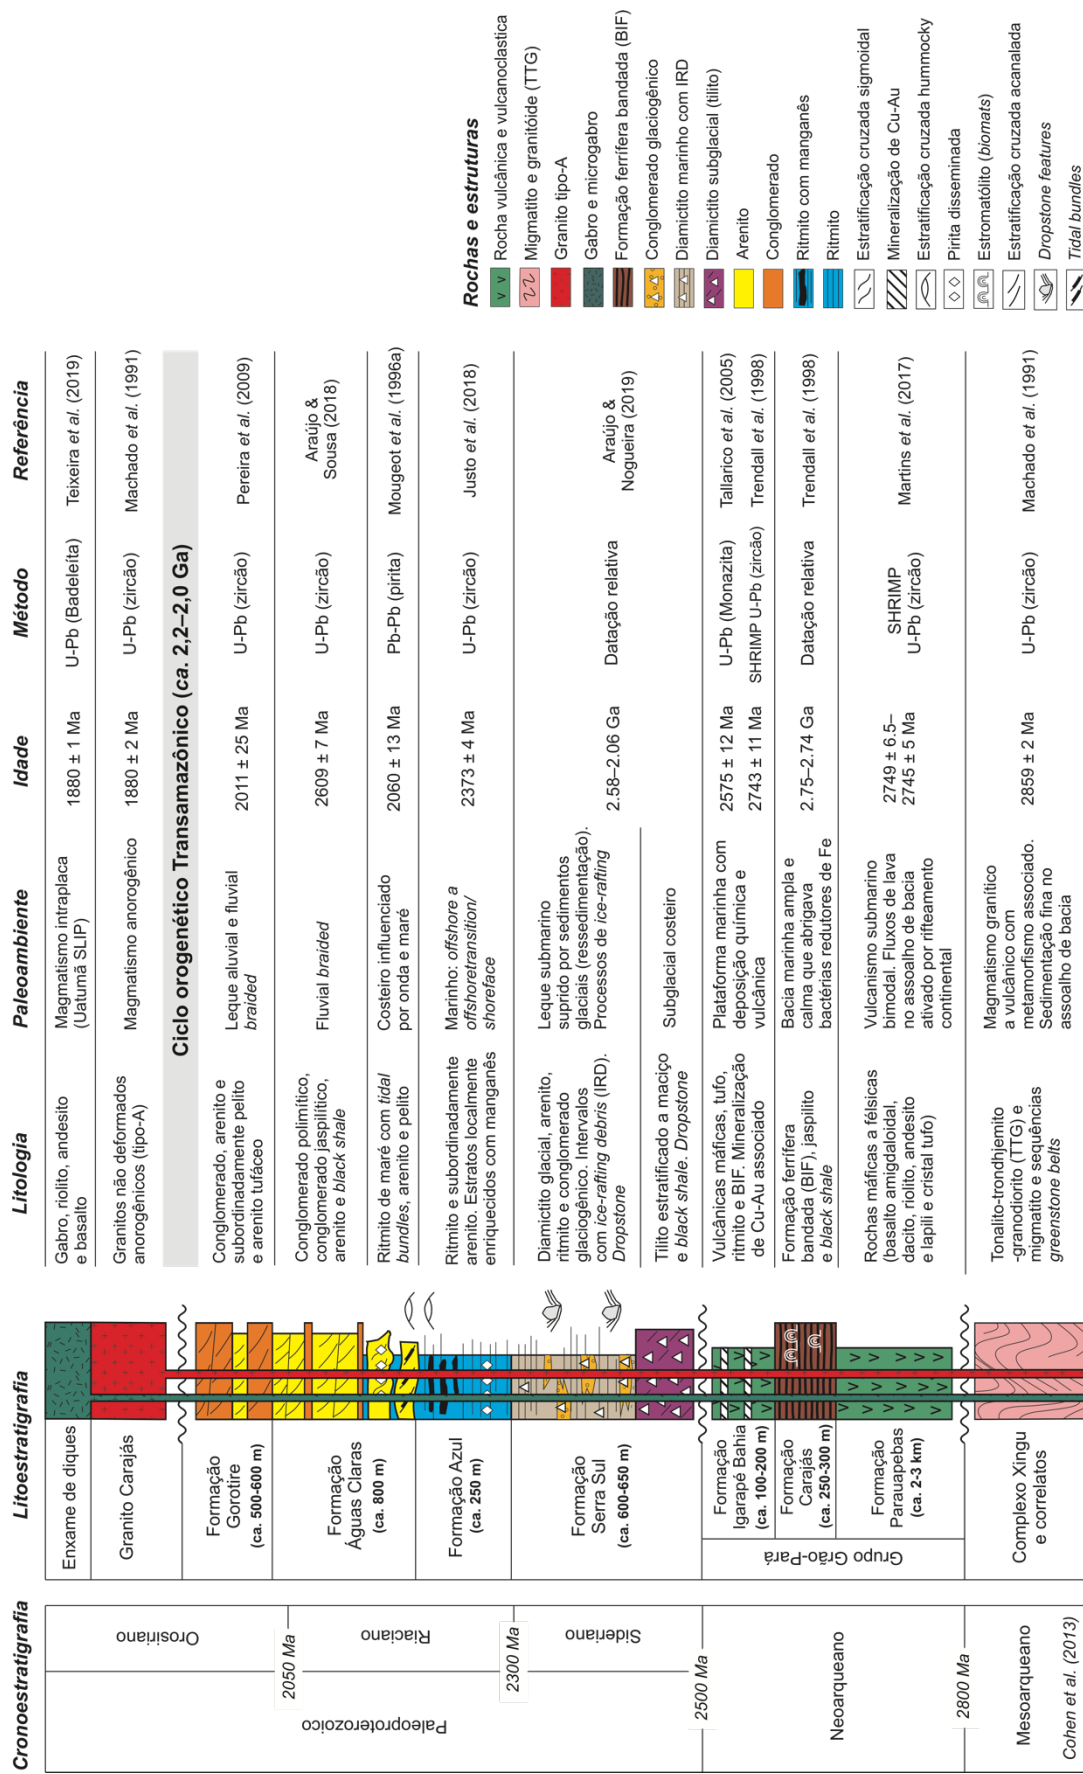 Cronoestratigrafia
Litoestratigrafia
Litologia
Paleoambiente
Idade
Método
Referência
Paleoproterozoico
Orosiriano
2050 Ma
Riaciano
2300 Ma
Sideriano
2500 Ma
Neoarqueano
2800 Ma
Mesoarqueano
Cohen et al. (2013)
Enxame de diques
Gabro, riolito, andesito
e basalto
Magmatismo intraplaca
(Uatumã SLIP)
1880 ± 1 Ma
U-Pb (Badeleita)
Teixeira et al. (2019)
Granito Carajás
Granitos não deformados
anorogênicos (tipo-A)
Magmatismo anorogênico
1880 ± 2 Ma
U-Pb (zircão)
Machado et al. (1991)
Ciclo orogenético Transamazônico (ca. 2,2–2,0 Ga)
Formação
Gorotire
(ca. 500-600 m)
Conglomerado, arenito e
subordinadamente pelito
e arenito tufáceo
Leque aluvial e fluvial
braided
2011 ± 25 Ma
U-Pb (zircão)
Pereira et al. (2009)
Formação
Águas Claras
(ca. 800 m)
Conglomerado polimítico,
conglomerado jaspilítico,
arenito e black shale
Fluvial braided
2609 ± 7 Ma
U-Pb (zircão)
Araújo &
Sousa (2018)
Ritmito de maré com tidal
bundles, arenito e pelito
Costeiro influenciado
por onda e maré
2060 ± 13 Ma
Pb-Pb (pirita)
Mougeot et al. (1996a)
Formação Azul
(ca. 250 m)
Ritmito e subordinadamente
arenito. Estratos localmente
enriquecidos com manganês
Marinho: offshore a
offshoretransition/
shoreface
2373 ± 4 Ma
U-Pb (zircão)
Justo et al. (2018)
Formação
Serra Sul
(ca. 600-650 m)
Diamictito glacial, arenito,
ritmito e conglomerado
glaciogênico. Intervalos
com ice-rafting debris (IRD).
Dropstone
Leque submarino
suprido por sedimentos
glaciais (ressedimentação).
Processos de ice-rafting
2.58–2.06 Ga
Datação relativa
Araújo &
Nogueira (2019)
Tilito estratificado a maciço
e black shale. Dropstone
Subglacial costeiro
Grupo Grão-Pará
Formação
Igarapé Bahia
(ca. 100-200 m)
Vulcânicas máficas, tufo,
ritmito e BIF. Mineralização
de Cu-Au associado
Plataforma marinha com
deposição química e
vulcânica
2575 ± 12 Ma
2743 ± 11 Ma
U-Pb (Monazita)
SHRIMP U-Pb (zircão)
Tallarico et al. (2005)
Trendall et al. (1998)
Formação
Carajás
(ca. 250-300 m)
Formação ferrífera
bandada (BIF), jaspilito
e black shale
Bacia marinha ampla e
calma que abrigava
bactérias redutores de Fe
2.75–2.74 Ga
Datação relativa
Trendall et al. (1998)
Formação
Parauapebas
(ca. 2-3 km)
Rochas máficas a félsicas
(basalto amigdaloidal,
dacito, riolito, andesito
e lapili e cristal tufo)
Vulcanismo submarino
bimodal. Fluxos de lava
no assoalho de bacia
ativado por rifteamento
continental
2749 ± 6.5–
2745 ± 5 Ma
SHRIMP
U-Pb (zircão)
Martins et al. (2017)
Complexo Xingu
e correlatos
Tonalito-trondhjemito
-granodiorito (TTG) e
migmatito e sequências
greenstone belts
Magmatismo granítico
a vulcânico com
metamorfismo associado.
Sedimentação fina no
assoalho de bacia
2859 ± 2 Ma
U-Pb (zircão)
Machado et al. (1991)
Rochas e estruturas
Rocha vulcânica e vulcanoclastica
Migmatito e granitóide (TTG)
Granito tipo-A
Gabro e microgabro
Formação ferrífera bandada (BIF)
Conglomerado glaciogênico
Diamictito marinho com IRD
Diamictito subglacial (tilito)
Arenito
Conglomerado
Ritmito com manganês
Ritmito
Estratificação cruzada sigmoidal
Mineralização de Cu-Au
Estratificação cruzada hummocky
Pirita disseminada
Estromatólito (biomats)
Estratificação cruzada acanalada
Dropstone features
Tidal bundles